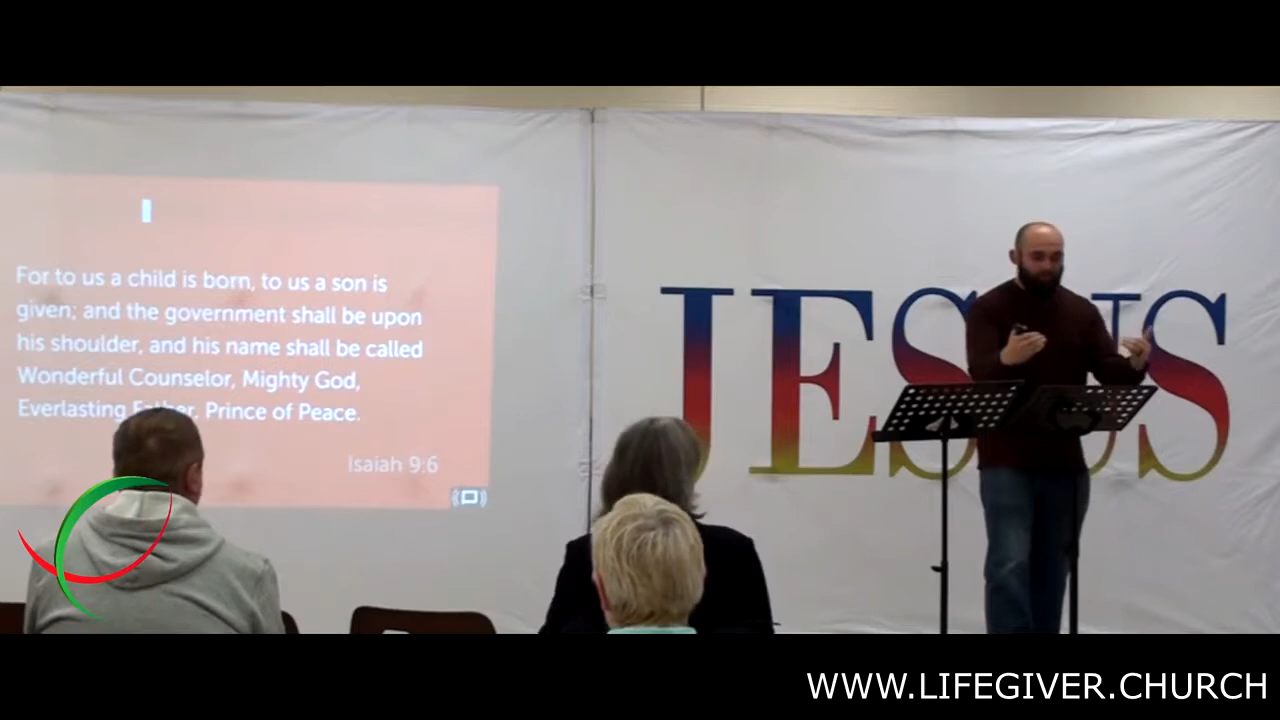 For to us a child is born, to us a son is
given; and the government shall be upon
his shoulder, and his name shall be called
Wonderful Counselor, Mighty God,
Everlasting Father, Prince of Peace.
Isaiah 9:6
JESUS
WWW.LIFEGIVER.CHURCH